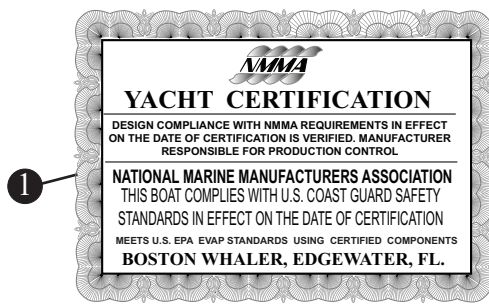 NMMA
YACHT CERTIFICATION
DESIGN COMPLIANCE WITH NMMA REQUIREMENTS IN EFFECT
ON THE DATE OF CERTIFICATION IS VERIFIED. MANUFACTURER
RESPONSIBLE FOR PRODUCTION CONTROL
1
NATIONAL MARINE MANUFACTURERS ASSOCIATION
THIS BOAT COMPLIES WITH U.S. COAST GUARD SAFETY
STANDARDS IN EFFECT ON THE DATE OF CERTIFICATION
MEETS U.S. EPA EVAP STANDARDS USING CERTIFIED COMPONENTS
BOSTON WHALER, EDGEWATER, FL.